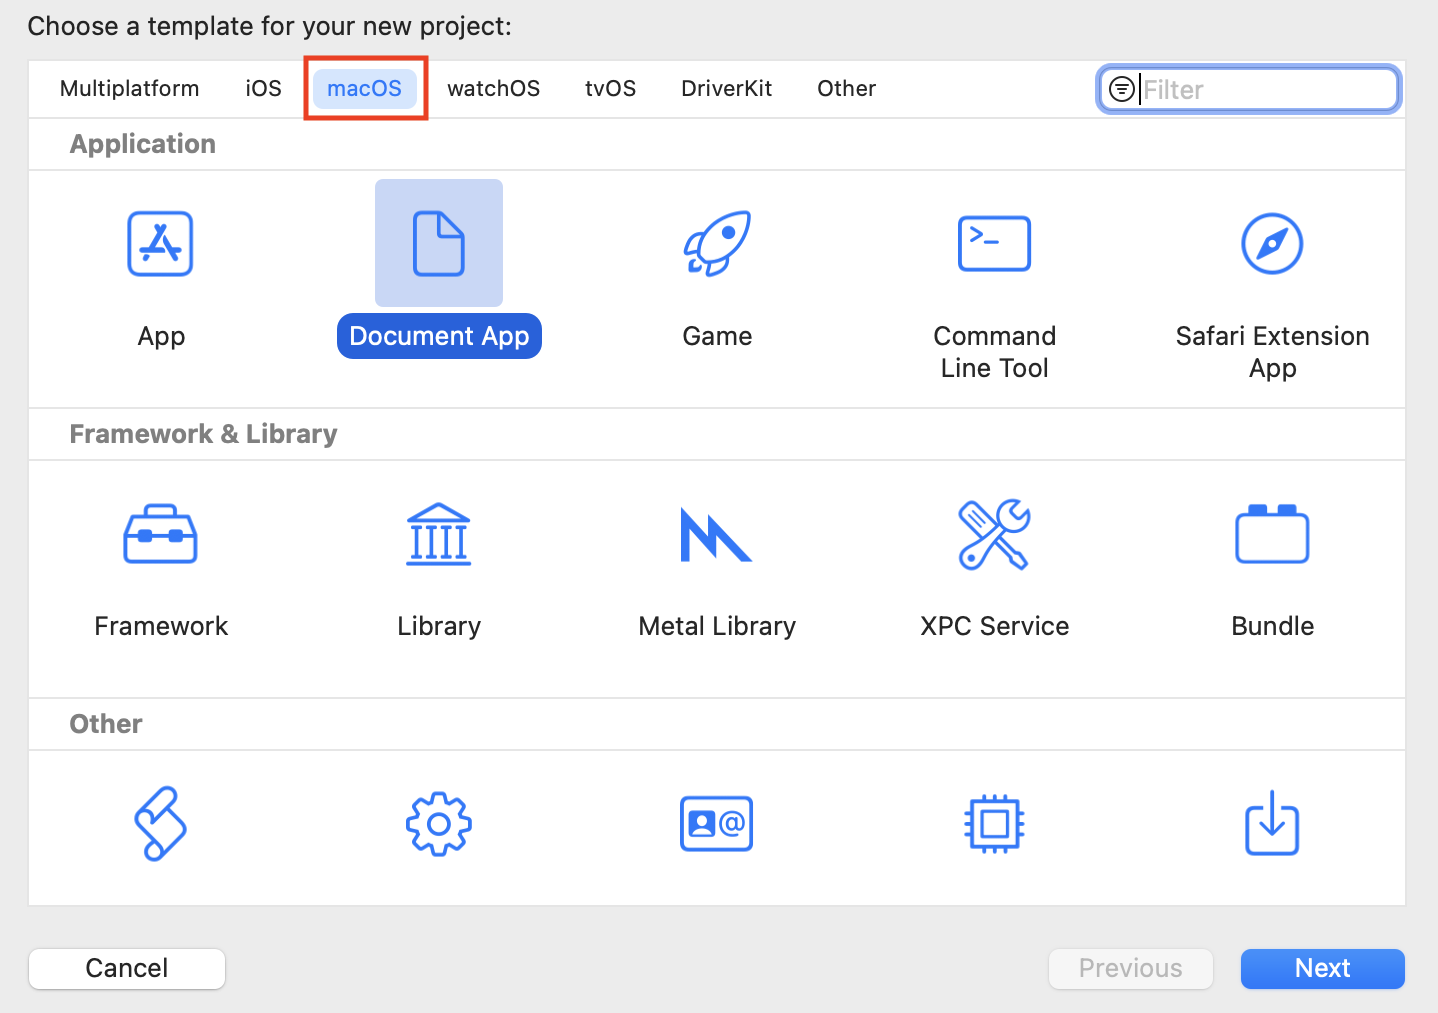 Choose a template for your new project:
Multiplatform iOS macOS watchOS tvOS DriverKit Other Filter
Application
App Document App Game Command Safari Extension
Line Tool App
Framework & Library
Framework Library Metal Library XPC Service Bundle
Other
Cancel Previous Next